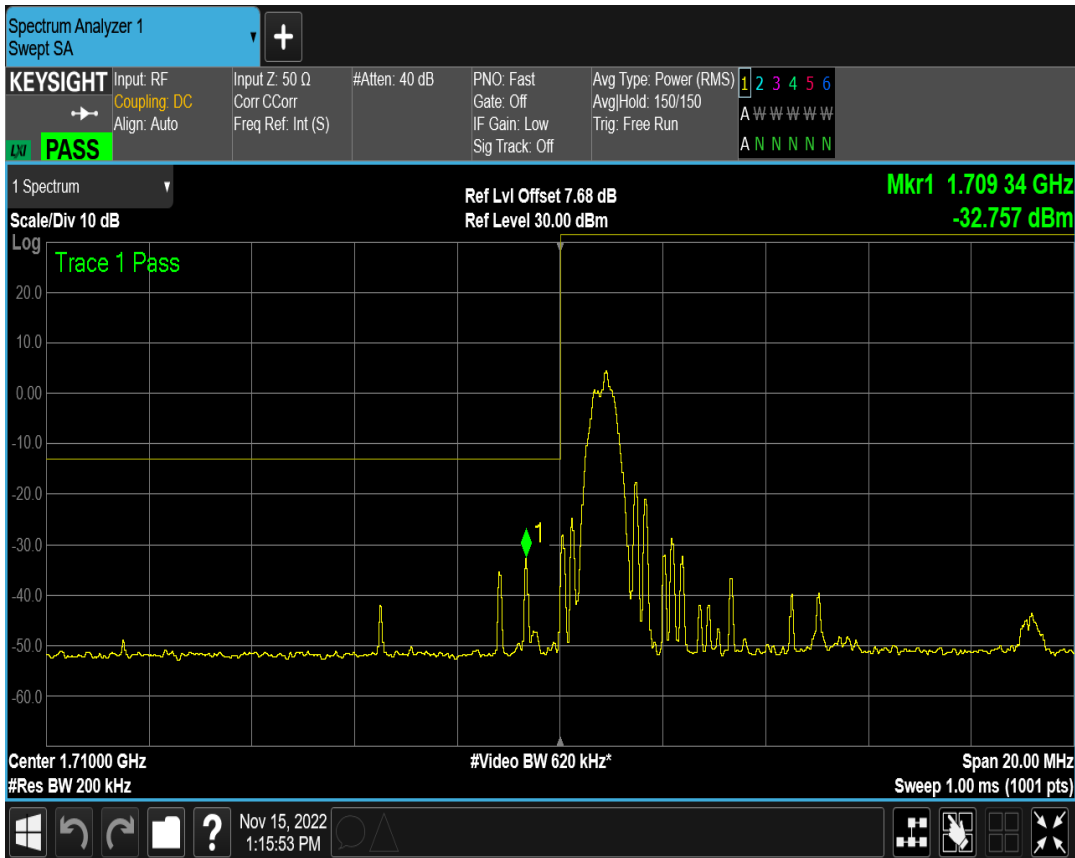 Spectrum Analyzer 1
Swept SA
KEYSIGHT
LXI PASS
Input: RF
Coupling: DC
Align: Auto
Input Z: 50 Ω
Corr CCorr
Freq Ref: Int (S)
#Atten: 40 dB
PNO: Fast
Gate: Off
IF Gain: Low
Sig Track: Off
Avg Type: Power (RMS)
Avg|Hold: 150/150
Trig: Free Run
1 2 3 4 5 6
A W W W W W
A N N N N N
1 Spectrum
Scale/Div 10 dB
Ref Lvl Offset 7.68 dB
Ref Level 30.00 dBm
Mkr1 1.709 34 GHz
-32.757 dBm
Log
Trace 1 Pass
20.0
10.0
0.00
-10.0
-20.0
-30.0
-40.0
-50.0
-60.0
1
Center 1.71000 GHz
#Res BW 200 kHz
#Video BW 620 kHz*
Span 20.00 MHz
Sweep 1.00 ms (1001 pts)
?
Nov 15, 2022
1:15:53 PM